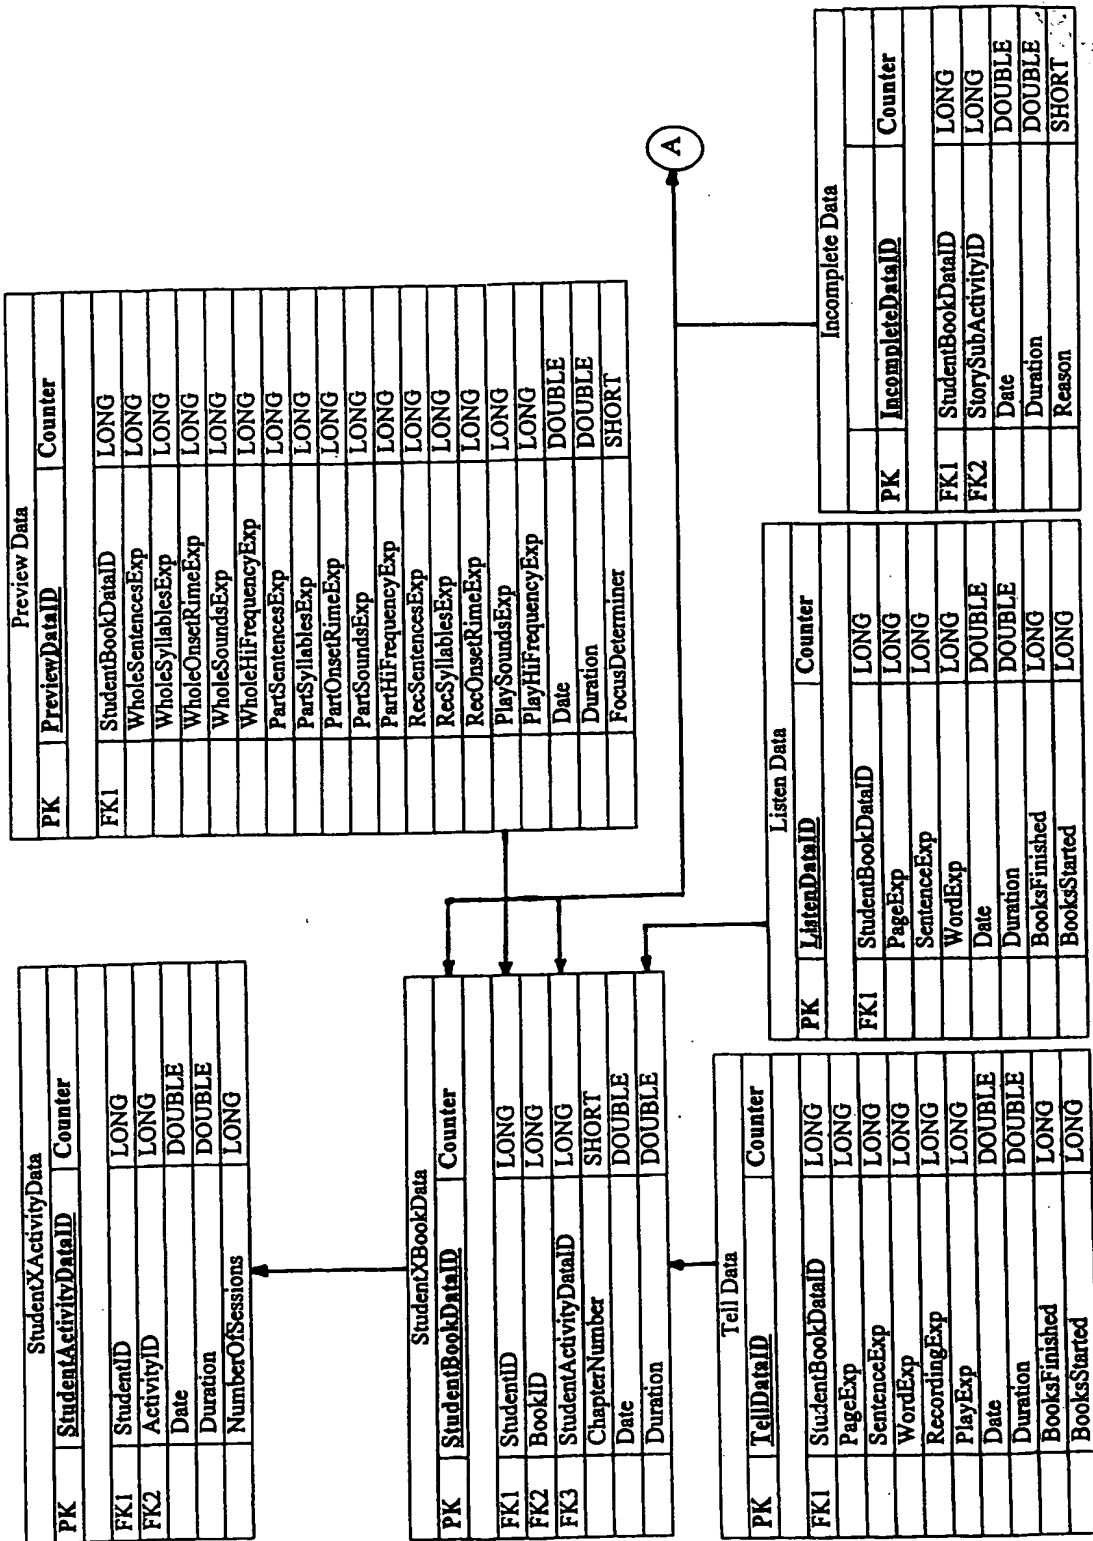 StudentXActivityData
PK StudentActivityDataID Counter
FK1 StudentID LONG
FK2 ActivityID LONG
Date DOUBLE
Duration DOUBLE
NumberOfSessions LONG
Preview Data
PK PreviewDataID Counter
FK1 StudentBookDataID LONG
WholeSentencesExp LONG
WholeSyllablesExp LONG
WholeOnsetRimeExp LONG
WholeSoundsExp LONG
WholeHiFrequencyExp LONG
PartSentencesExp LONG
PartSyllablesExp LONG
PartOnsetRimeExp LONG
PartSoundsExp LONG
PartHiFrequencyExp LONG
RecSentencesExp LONG
RecSyllablesExp LONG
RecOnsetRimeExp LONG
PlaySoundsExp LONG
PlayHiFrequencyExp LONG
Date DOUBLE
Duration DOUBLE
FocusDeterminer SHORT
StudentXBookData
PK StudentBookDataID Counter
FK1 StudentID LONG
FK2 BookID LONG
FK3 StudentActivityDataID LONG
ChapterNumber SHORT
Date DOUBLE
Duration DOUBLE
A
Tell Data
PK TellDataID Counter
FK1 StudentBookDataID LONG
PageExp LONG
SentenceExp LONG
WordExp LONG
RecordingExp LONG
PlayExp LONG
Date DOUBLE
Duration DOUBLE
BooksFinished LONG
BooksStarted LONG
Listen Data
PK ListenDataID Counter
FK1 StudentBookDataID LONG
PageExp LONG
SentenceExp LONG
WordExp LONG
Date DOUBLE
Duration DOUBLE
BooksFinished LONG
BooksStarted LONG
Incomplete Data
PK IncompleteDataID Counter
FK1 StudentBookDataID LONG
FK2 StorySubActivityID LONG
Date DOUBLE
Duration DOUBLE
Reason SHORT